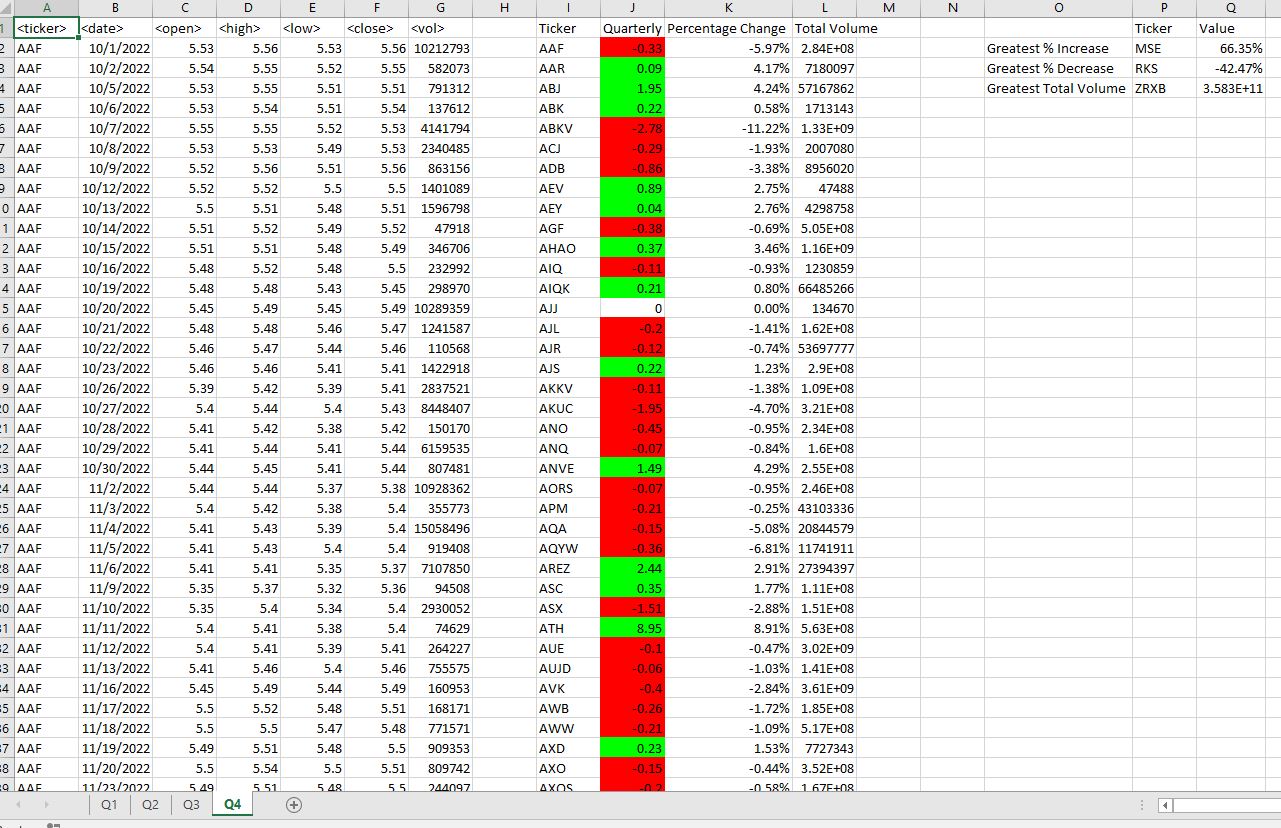 A B C D E F G H I J K L M N O P Q
1 <ticker> <date> <open> <high> <low> <close> <vol> Ticker Quarterly Percentage Change Total Volume Ticker Value
2 AAF 10/1/2022 5.53 5.56 5.53 5.56 10212793 AAF -0.33 -5.97% 2.84E+08 Greatest % Increase MSE 66.35%
3 AAF 10/2/2022 5.54 5.55 5.52 5.55 582073 AAR 0.09 4.17% 7180097 Greatest % Decrease RKS -42.47%
4 AAF 10/5/2022 5.53 5.55 5.51 5.51 791312 ABJ 1.95 4.24% 57167862 Greatest Total Volume ZRXB 3.583E+11
5 AAF 10/6/2022 5.53 5.54 5.51 5.54 137612 ABK 0.22 0.58% 1713143
6 AAF 10/7/2022 5.55 5.55 5.52 5.53 4141794 ABKV -2.78 -11.22% 1.33E+09
7 AAF 10/8/2022 5.53 5.53 5.49 5.53 2340485 ACJ -0.29 -1.93% 2007080
8 AAF 10/9/2022 5.52 5.56 5.51 5.56 863156 ADB -0.86 -3.38% 8956020
9 AAF 10/12/2022 5.52 5.52 5.5 5.5 1401089 AEV 0.89 2.75% 47488
0 AAF 10/13/2022 5.5 5.51 5.48 5.51 1596798 AEY 0.04 2.76% 4298758
1 AAF 10/14/2022 5.51 5.52 5.49 5.52 47918 AGF -0.38 -0.69% 5.05E+08
2 AAF 10/15/2022 5.51 5.51 5.48 5.49 346706 AHAO 0.37 3.46% 1.16E+09
3 AAF 10/16/2022 5.48 5.52 5.48 5.5 232992 AIQ -0.11 -0.93% 1230859
4 AAF 10/19/2022 5.48 5.48 5.43 5.45 298970 AIQK 0.21 0.80% 66485266
5 AAF 10/20/2022 5.45 5.49 5.45 5.49 10289359 AJJ 0 0.00% 134670
6 AAF 10/21/2022 5.48 5.48 5.46 5.47 1241587 AJL -0.2 -1.41% 1.62E+08
7 AAF 10/22/2022 5.46 5.47 5.44 5.46 110568 AJR -0.12 -0.74% 53697777
8 AAF 10/23/2022 5.46 5.46 5.41 5.41 1422918 AJS 0.22 1.23% 2.9E+08
9 AAF 10/26/2022 5.39 5.42 5.39 5.41 2837521 AKKV -0.11 -1.38% 1.09E+08
20 AAF 10/27/2022 5.4 5.44 5.4 5.43 8448407 AKUC -1.95 -4.70% 3.21E+08
21 AAF 10/28/2022 5.41 5.42 5.38 5.42 150170 ANO -0.45 -0.95% 2.34E+08
22 AAF 10/29/2022 5.41 5.44 5.41 5.44 6159535 ANQ -0.07 -0.84% 1.6E+08
23 AAF 10/30/2022 5.44 5.45 5.41 5.44 807481 ANVE 1.49 4.29% 2.55E+08
24 AAF 11/2/2022 5.44 5.44 5.37 5.38 10928362 AORS -0.07 -0.95% 2.46E+08
25 AAF 11/3/2022 5.4 5.42 5.38 5.4 355773 APM -0.21 -0.25% 43103336
26 AAF 11/4/2022 5.41 5.43 5.39 5.4 15058496 AQA -0.15 -5.08% 20844579
27 AAF 11/5/2022 5.41 5.43 5.4 5.4 919408 AQYW -0.36 -6.81% 11741911
28 AAF 11/6/2022 5.41 5.41 5.35 5.37 7107850 AREZ 2.44 2.91% 27394397
29 AAF 11/9/2022 5.35 5.37 5.32 5.36 94508 ASC 0.35 1.77% 1.11E+08
30 AAF 11/10/2022 5.35 5.4 5.34 5.4 2930052 ASX -1.51 -2.88% 1.51E+08
31 AAF 11/11/2022 5.4 5.41 5.38 5.4 74629 ATH 8.95 8.91% 5.63E+08
32 AAF 11/12/2022 5.4 5.41 5.39 5.41 264227 AUE -0.1 -0.47% 3.02E+09
33 AAF 11/13/2022 5.41 5.46 5.4 5.46 755575 AUJD -0.06 -1.03% 1.41E+08
34 AAF 11/16/2022 5.45 5.49 5.44 5.49 160953 AVK -0.4 -2.84% 3.61E+09
35 AAF 11/17/2022 5.5 5.52 5.48 5.51 168171 AWB -0.26 -1.72% 1.85E+08
36 AAF 11/18/2022 5.5 5.5 5.47 5.48 771571 AWW -0.21 -1.09% 5.17E+08
37 AAF 11/19/2022 5.49 5.51 5.48 5.5 909353 AXD 0.23 1.53% 7727343
38 AAF 11/20/2022 5.5 5.54 5.5 5.51 809742 AXO -0.15 -0.44% 3.52E+08
39 AAF 11/23/2022 5.49 5.51 5.48 5.5 244097 AXOS -0.2 -0.58% 1.67E+08
Q1 Q2 Q3 Q4